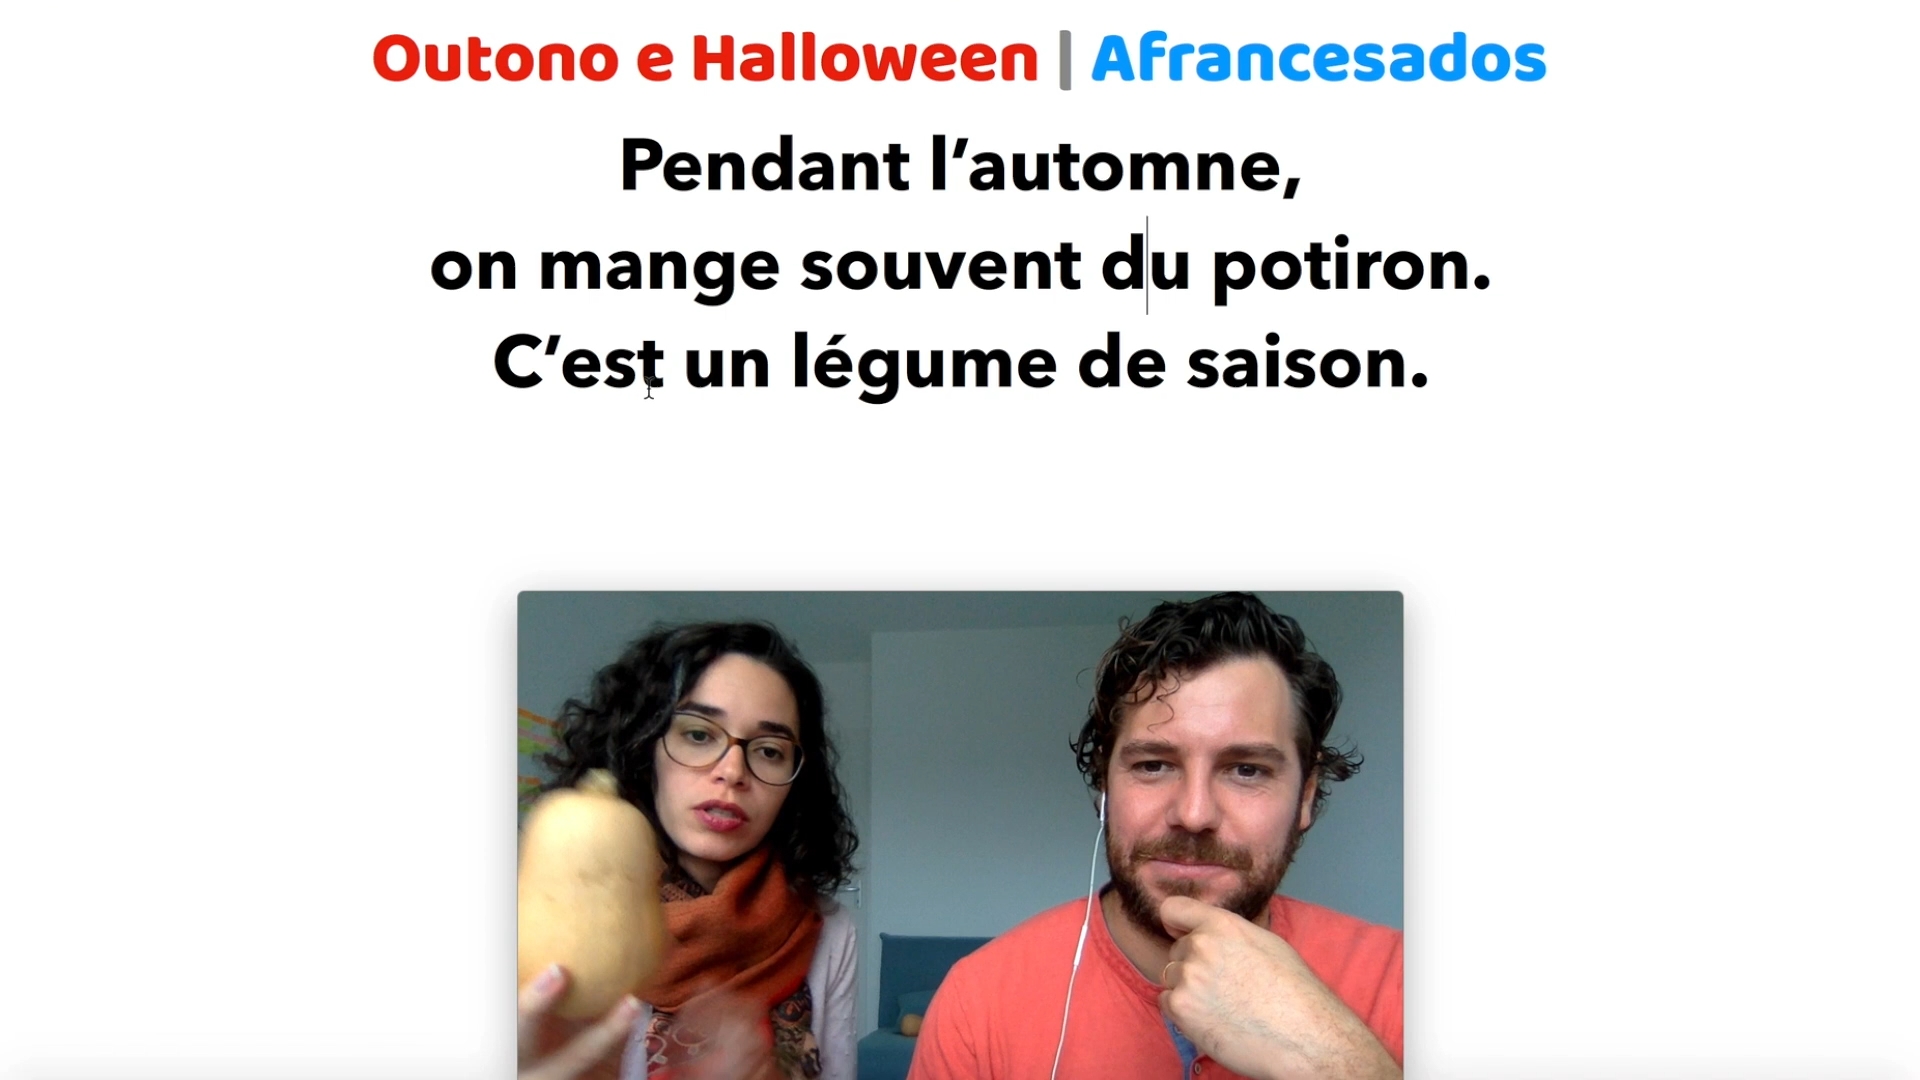 Outono e Halloween | Afrancesados
Pendant l’automne,
on mange souvent du potiron.
C’est un légume de saison.